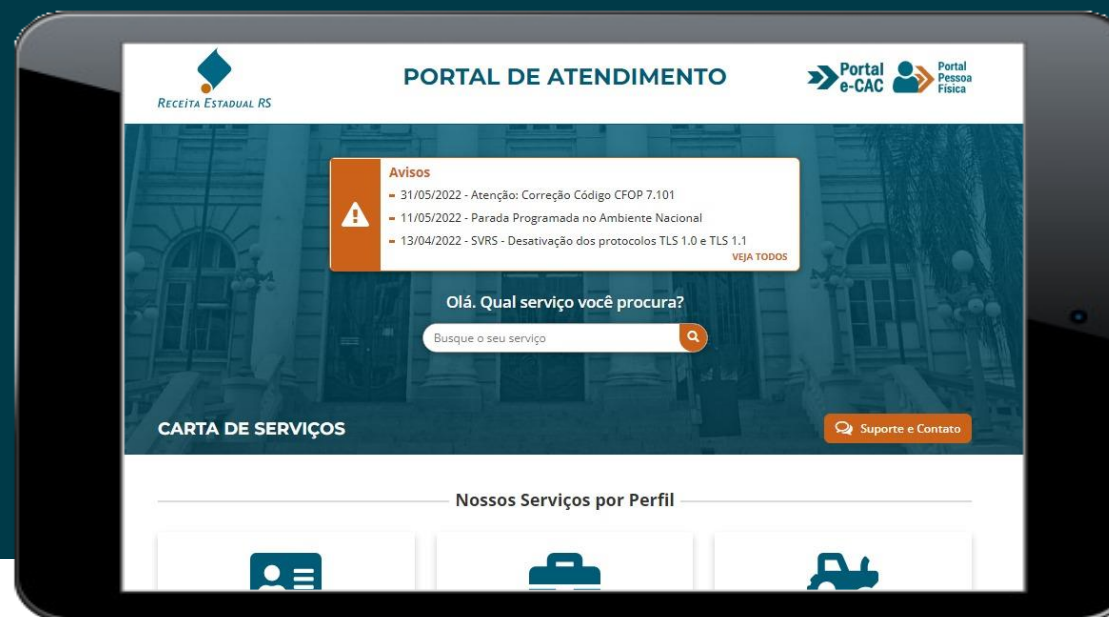 RECEITA ESTADUAL RS
PORTAL DE ATENDIMENTO
Portal
e-CAC
Portal
Pessoa
Física
Avisos
31/05/2022 - Atenção: Correção Código CFOP 7.101
11/05/2022 - Parada Programada no Ambiente Nacional
13/04/2022 - SVRS - Desativação dos protocolos TLS 1.0 e TLS 1.1
VEJA TODOS
Olá. Qual serviço você procura?
Busque o seu serviço
CARTA DE SERVIÇOS
Suporte e Contato
Nossos Serviços por Perfil